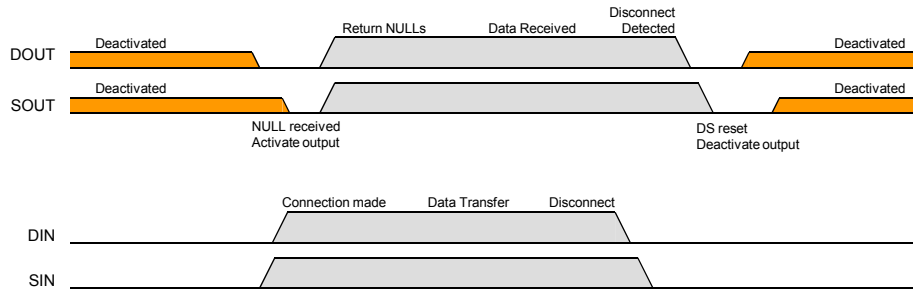 Disconnect
Return NULLs Data Received Detected
Deactivated Deactivated
DOUT
Deactivated Deactivated
SOUT
NULL received DS reset
Activate output Deactivate output
Connection made Data Transfer Disconnect
DIN
SIN